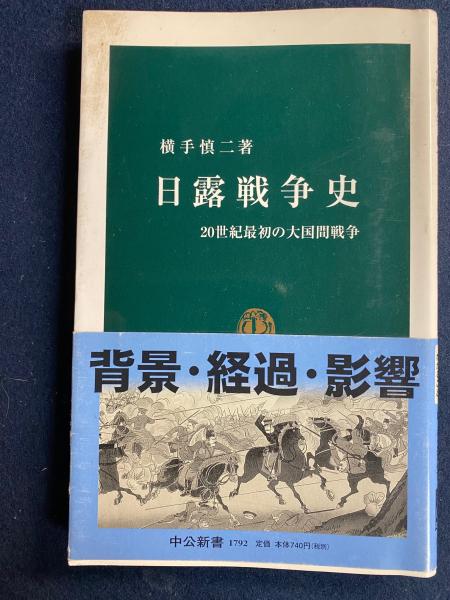 横手慎二著
日露戦争史
20世紀最初の大国間戦争
背景・経過・影響
中公新書 1792 定価 本体740円(税別)